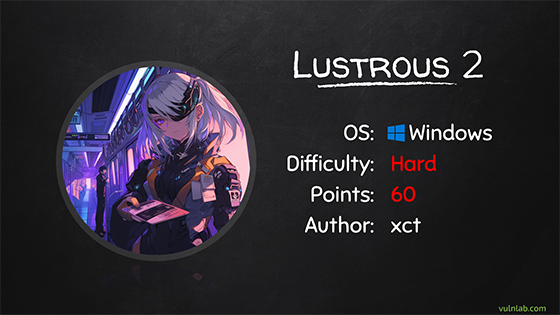 Lustrous 2
OS: Windows
Difficulty: Hard
Points: 60
Author: xct
vulnlab.com